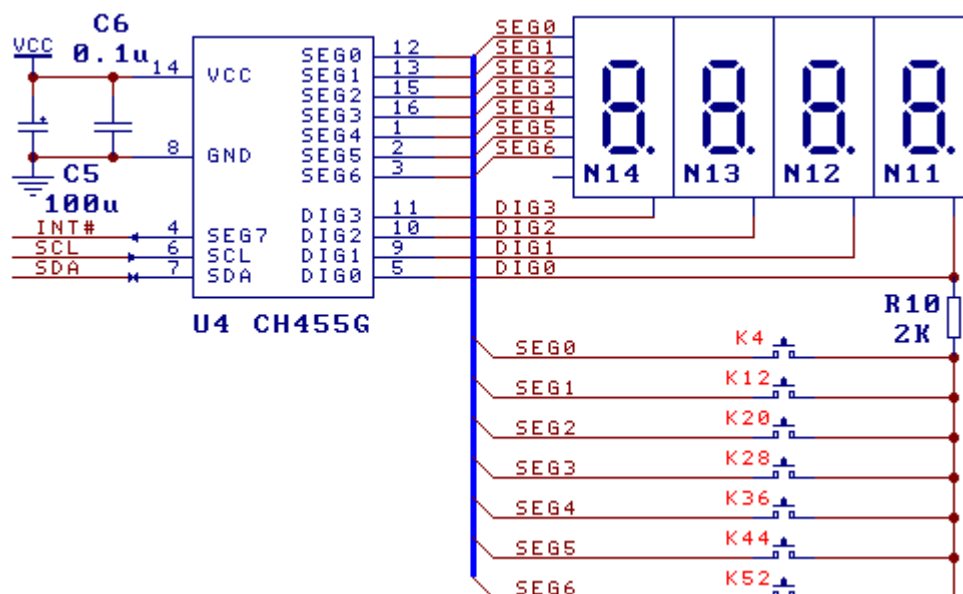 C6
VCC
0.1u
14
VCC
8
GND
C5
100u
INT#
4
SEG7
SCL
6
SCL
SDA
7
SDA
SEG0
12
SEG1
13
SEG2
15
SEG3
16
SEG4
1
SEG5
2
SEG6
3
DIG3
11
DIG2
10
DIG1
9
DIG0
5
U4 CH455G
SEG0
SEG1
SEG2
SEG3
SEG4
SEG5
SEG6
N14
N13
N12
N11
DIG3
DIG2
DIG1
DIG0
R10
2K
SEG0
K4
SEG1
K12
SEG2
K20
SEG3
K28
SEG4
K36
SEG5
K44
SEG6
K52